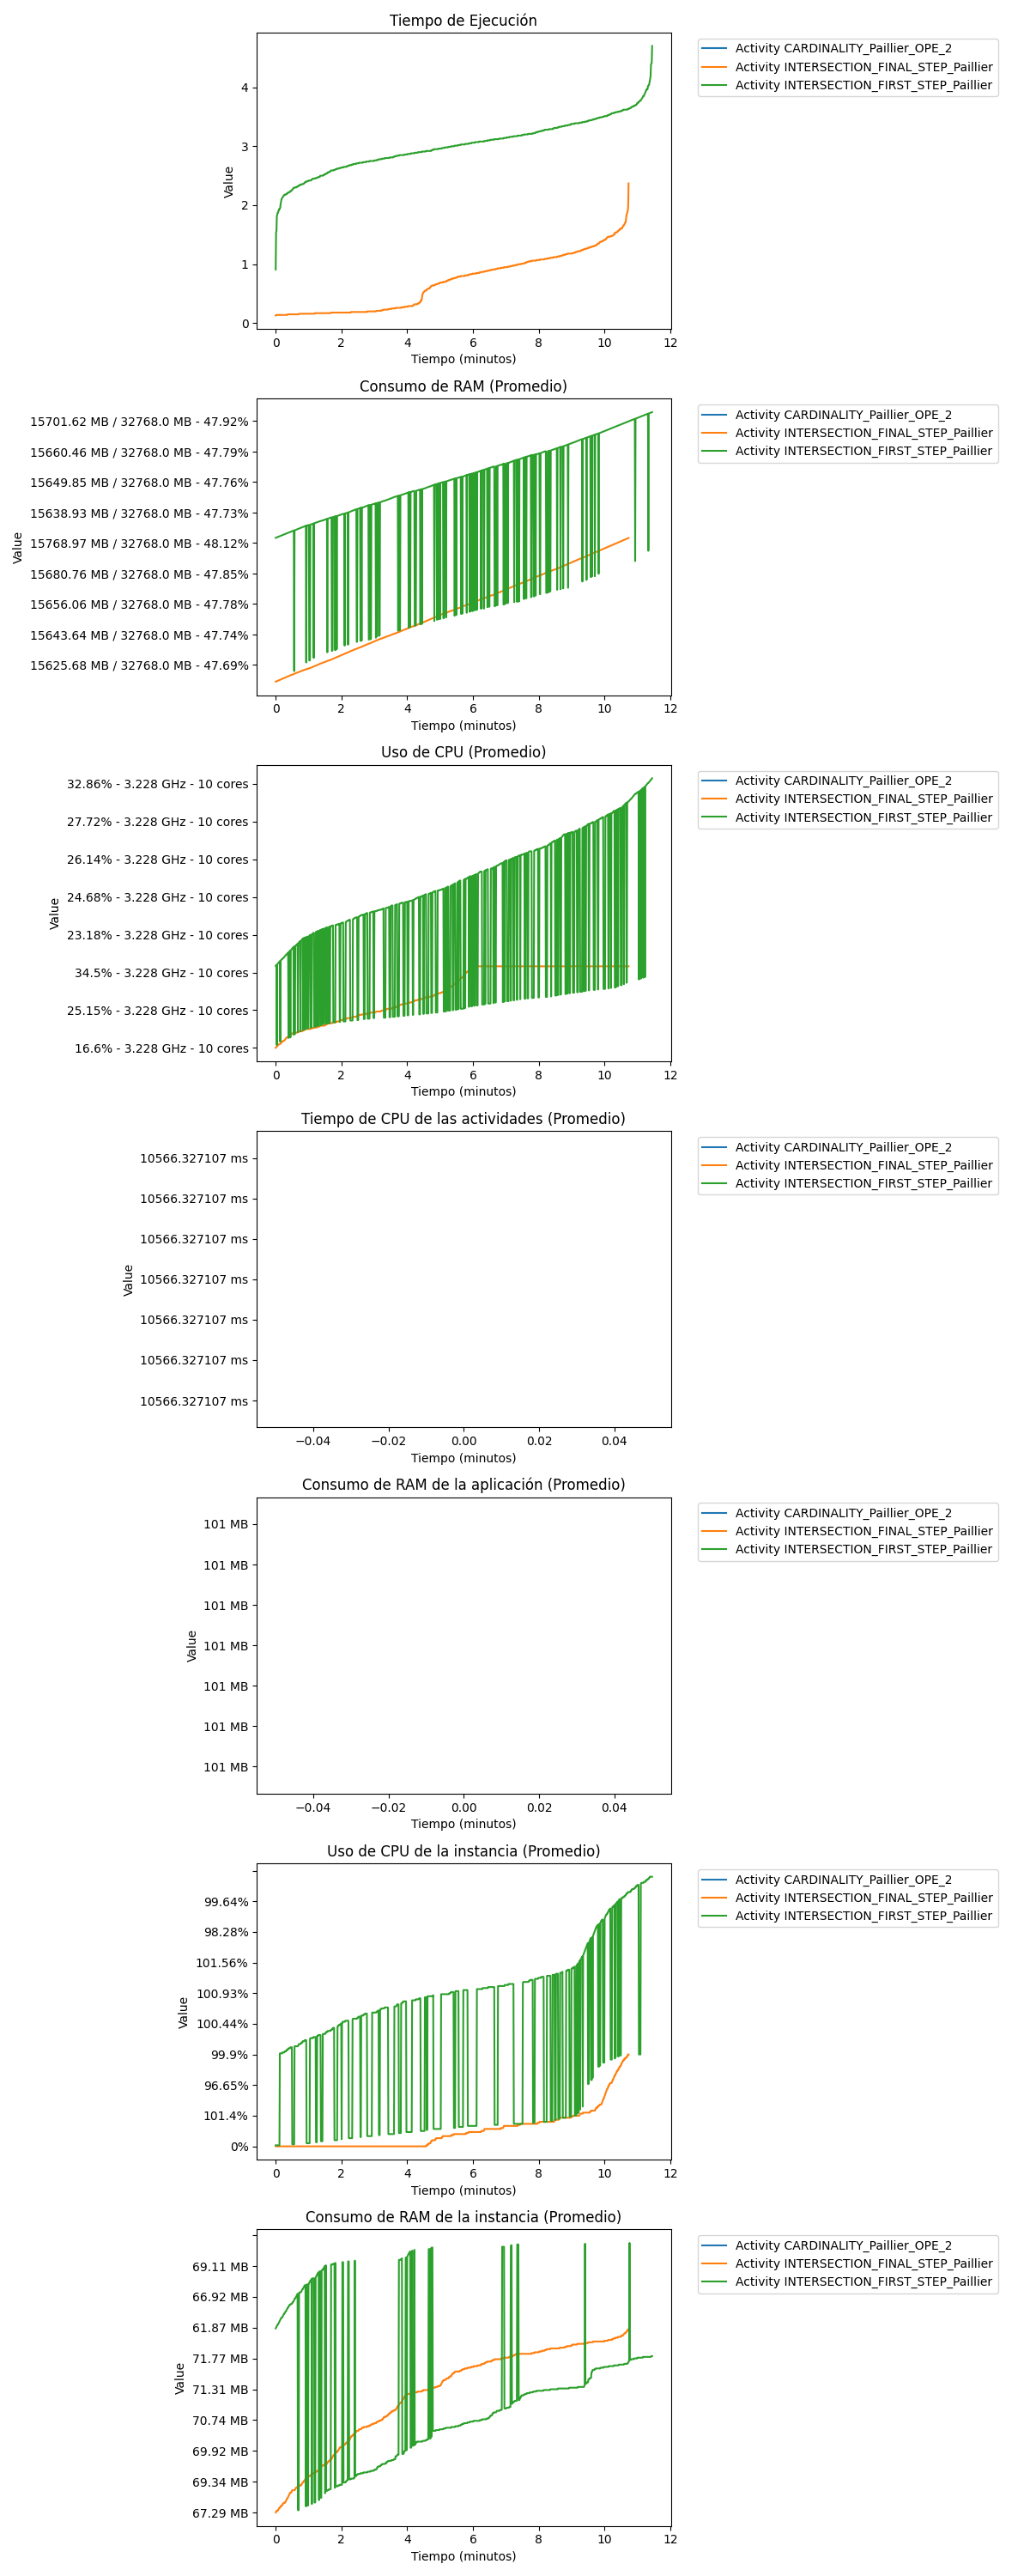 Tiempo de Ejecución
Activity CARDINALITY_Paillier_OPE_2
Activity INTERSECTION_FINAL_STEP_Paillier
Activity INTERSECTION_FIRST_STEP_Paillier
4
3
2
1
0
Value
0 2 4 6 8 10 12
Tiempo (minutos)
Consumo de RAM (Promedio)
Activity CARDINALITY_Paillier_OPE_2
Activity INTERSECTION_FINAL_STEP_Paillier
Activity INTERSECTION_FIRST_STEP_Paillier
15701.62 MB / 32768.0 MB - 47.92%
15660.46 MB / 32768.0 MB - 47.79%
15649.85 MB / 32768.0 MB - 47.76%
15638.93 MB / 32768.0 MB - 47.73%
15768.97 MB / 32768.0 MB - 48.12%
15680.76 MB / 32768.0 MB - 47.85%
15656.06 MB / 32768.0 MB - 47.78%
15643.64 MB / 32768.0 MB - 47.74%
15625.68 MB / 32768.0 MB - 47.69%
Value
0 2 4 6 8 10 12
Tiempo (minutos)
Uso de CPU (Promedio)
Activity CARDINALITY_Paillier_OPE_2
Activity INTERSECTION_FINAL_STEP_Paillier
Activity INTERSECTION_FIRST_STEP_Paillier
32.86% - 3.228 GHz - 10 cores
27.72% - 3.228 GHz - 10 cores
26.14% - 3.228 GHz - 10 cores
24.68% - 3.228 GHz - 10 cores
23.18% - 3.228 GHz - 10 cores
34.5% - 3.228 GHz - 10 cores
25.15% - 3.228 GHz - 10 cores
16.6% - 3.228 GHz - 10 cores
Value
0 2 4 6 8 10 12
Tiempo (minutos)
Tiempo de CPU de las actividades (Promedio)
Activity CARDINALITY_Paillier_OPE_2
Activity INTERSECTION_FINAL_STEP_Paillier
Activity INTERSECTION_FIRST_STEP_Paillier
10566.327107 ms
10566.327107 ms
10566.327107 ms
10566.327107 ms
10566.327107 ms
10566.327107 ms
10566.327107 ms
Value
−0.04 −0.02 0.00 0.02 0.04
Tiempo (minutos)
Consumo de RAM de la aplicación (Promedio)
Activity CARDINALITY_Paillier_OPE_2
Activity INTERSECTION_FINAL_STEP_Paillier
Activity INTERSECTION_FIRST_STEP_Paillier
101 MB
101 MB
101 MB
101 MB
101 MB
101 MB
101 MB
Value
−0.04 −0.02 0.00 0.02 0.04
Tiempo (minutos)
Uso de CPU de la instancia (Promedio)
Activity CARDINALITY_Paillier_OPE_2
Activity INTERSECTION_FINAL_STEP_Paillier
Activity INTERSECTION_FIRST_STEP_Paillier
99.64%
98.28%
101.56%
100.93%
100.44%
99.9%
96.65%
101.4%
0%
Value
0 2 4 6 8 10 12
Tiempo (minutos)
Consumo de RAM de la instancia (Promedio)
Activity CARDINALITY_Paillier_OPE_2
Activity INTERSECTION_FINAL_STEP_Paillier
Activity INTERSECTION_FIRST_STEP_Paillier
69.11 MB
66.92 MB
61.87 MB
71.77 MB
71.31 MB
70.74 MB
69.92 MB
69.34 MB
67.29 MB
Value
0 2 4 6 8 10 12
Tiempo (minutos)